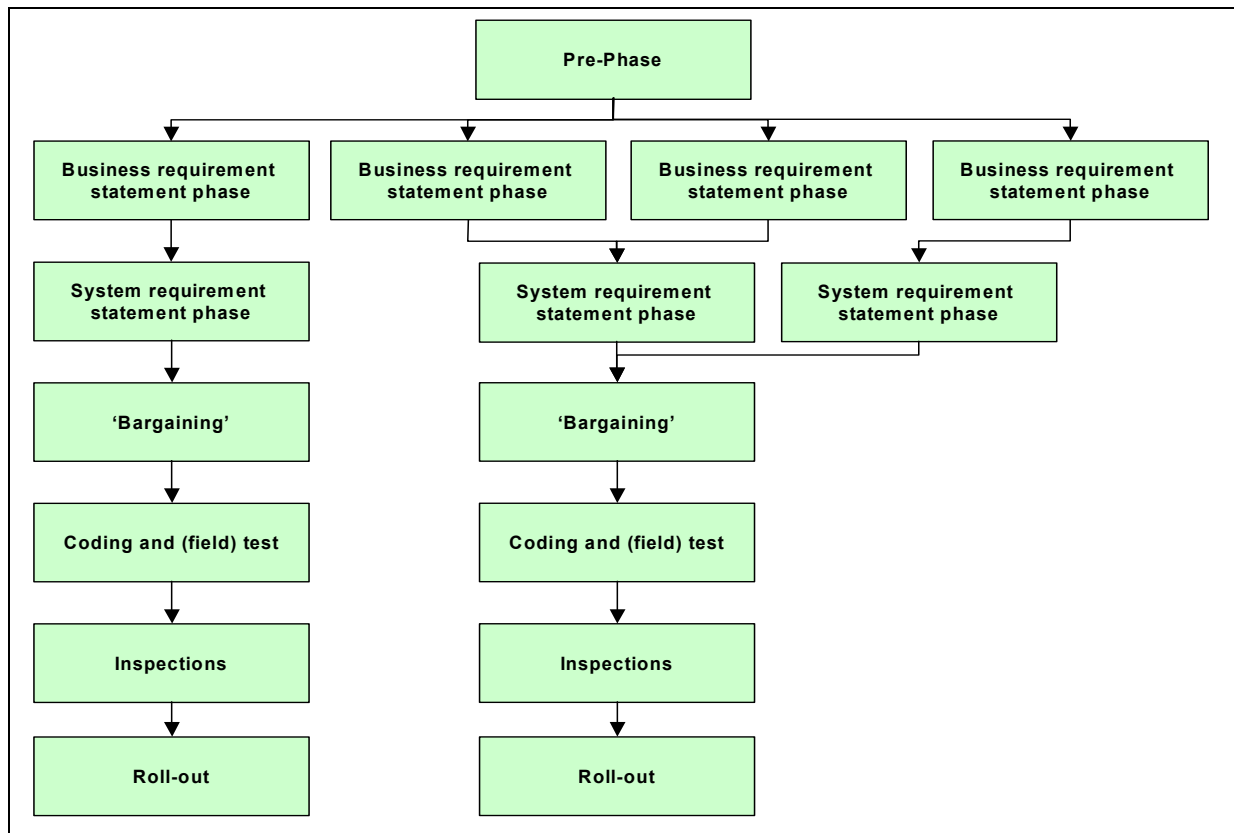 Pre-Phase
Business requirement
statement phase
Business requirement
statement phase
Business requirement
statement phase
Business requirement
statement phase
System requirement
statement phase
System requirement
statement phase
System requirement
statement phase
‘Bargaining’
‘Bargaining’
Coding and (field) test
Coding and (field) test
Inspections
Inspections
Roll-out
Roll-out